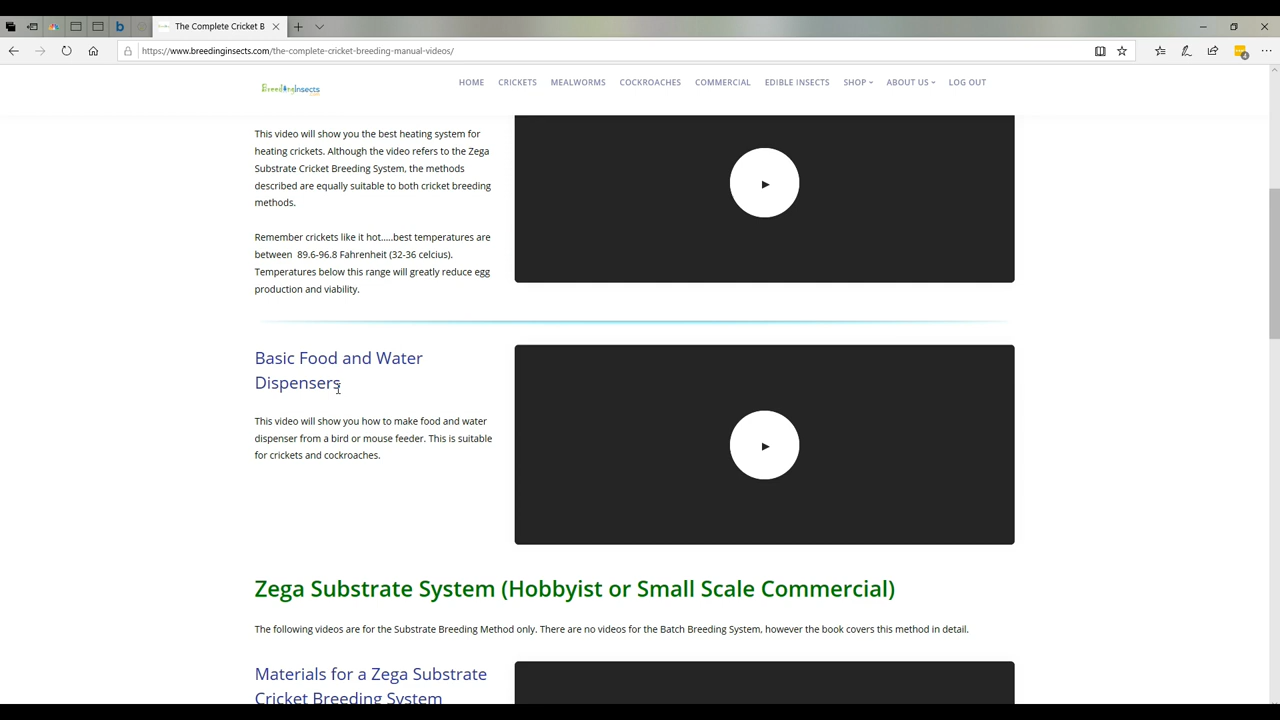 The Complete Cricket B
https://www.breedinginsects.com/the-complete-cricket-breeding-manual-videos/
BreedingInsects
HOME CRICKETS MEALWORMS COCKROACHES COMMERCIAL EDIBLE INSECTS SHOP ABOUT US LOG OUT
This video will show you the best heating system for
heating crickets. Although the video refers to the Zega
Substrate Cricket Breeding System, the methods
described are equally suitable to both cricket breeding
methods.
Remember crickets like it hot.....best temperatures are
between 89.6-96.8 Fahrenheit (32-36 celcius).
Temperatures below this range will greatly reduce egg
production and viability.
Basic Food and Water
Dispensers
This video will show you how to make food and water
dispenser from a bird or mouse feeder. This is suitable
for crickets and cockroaches.
Zega Substrate System (Hobbyist or Small Scale Commercial)
The following videos are for the Substrate Breeding Method only. There are no videos for the Batch Breeding System, however the book covers this method in detail.
Materials for a Zega Substrate
Cricket Breeding System